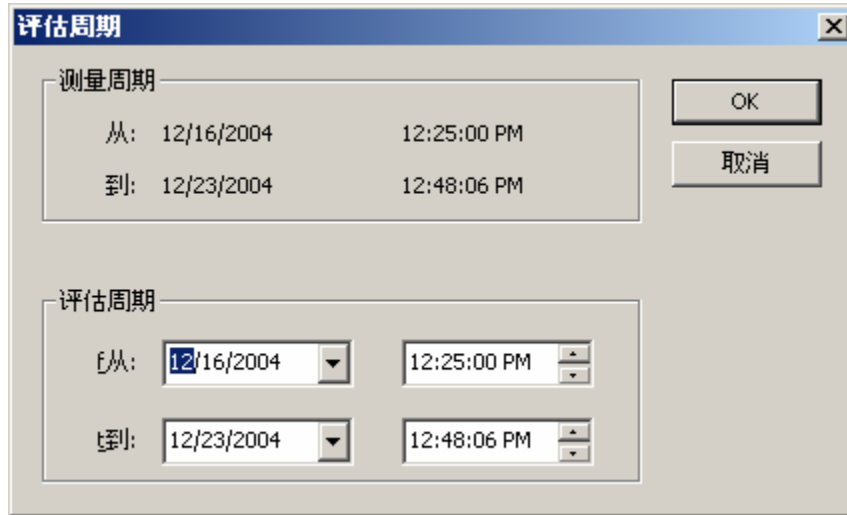 评估周期
测量周期
从: 12/16/2004 12:25:00 PM
到: 12/23/2004 12:48:06 PM
OK
取消
评估周期
f从: 12/16/2004 12:25:00 PM
t到: 12/23/2004 12:48:06 PM